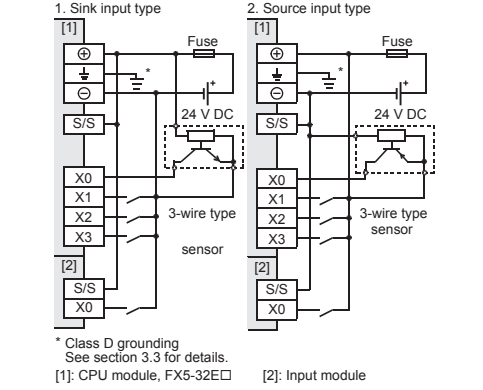 1. Sink input type
2. Source input type
[1]
Fuse
*
+
24 V DC
S/S
X0
X1
X2
X3
3-wire type
sensor
[2]
S/S
X0
[1]
Fuse
*
+
24 V DC
S/S
X0
X1
X2
X3
3-wire type
sensor
[2]
S/S
X0
* Class D grounding
See section 3.3 for details.
[1]: CPU module, FX5-32E□ [2]: Input module